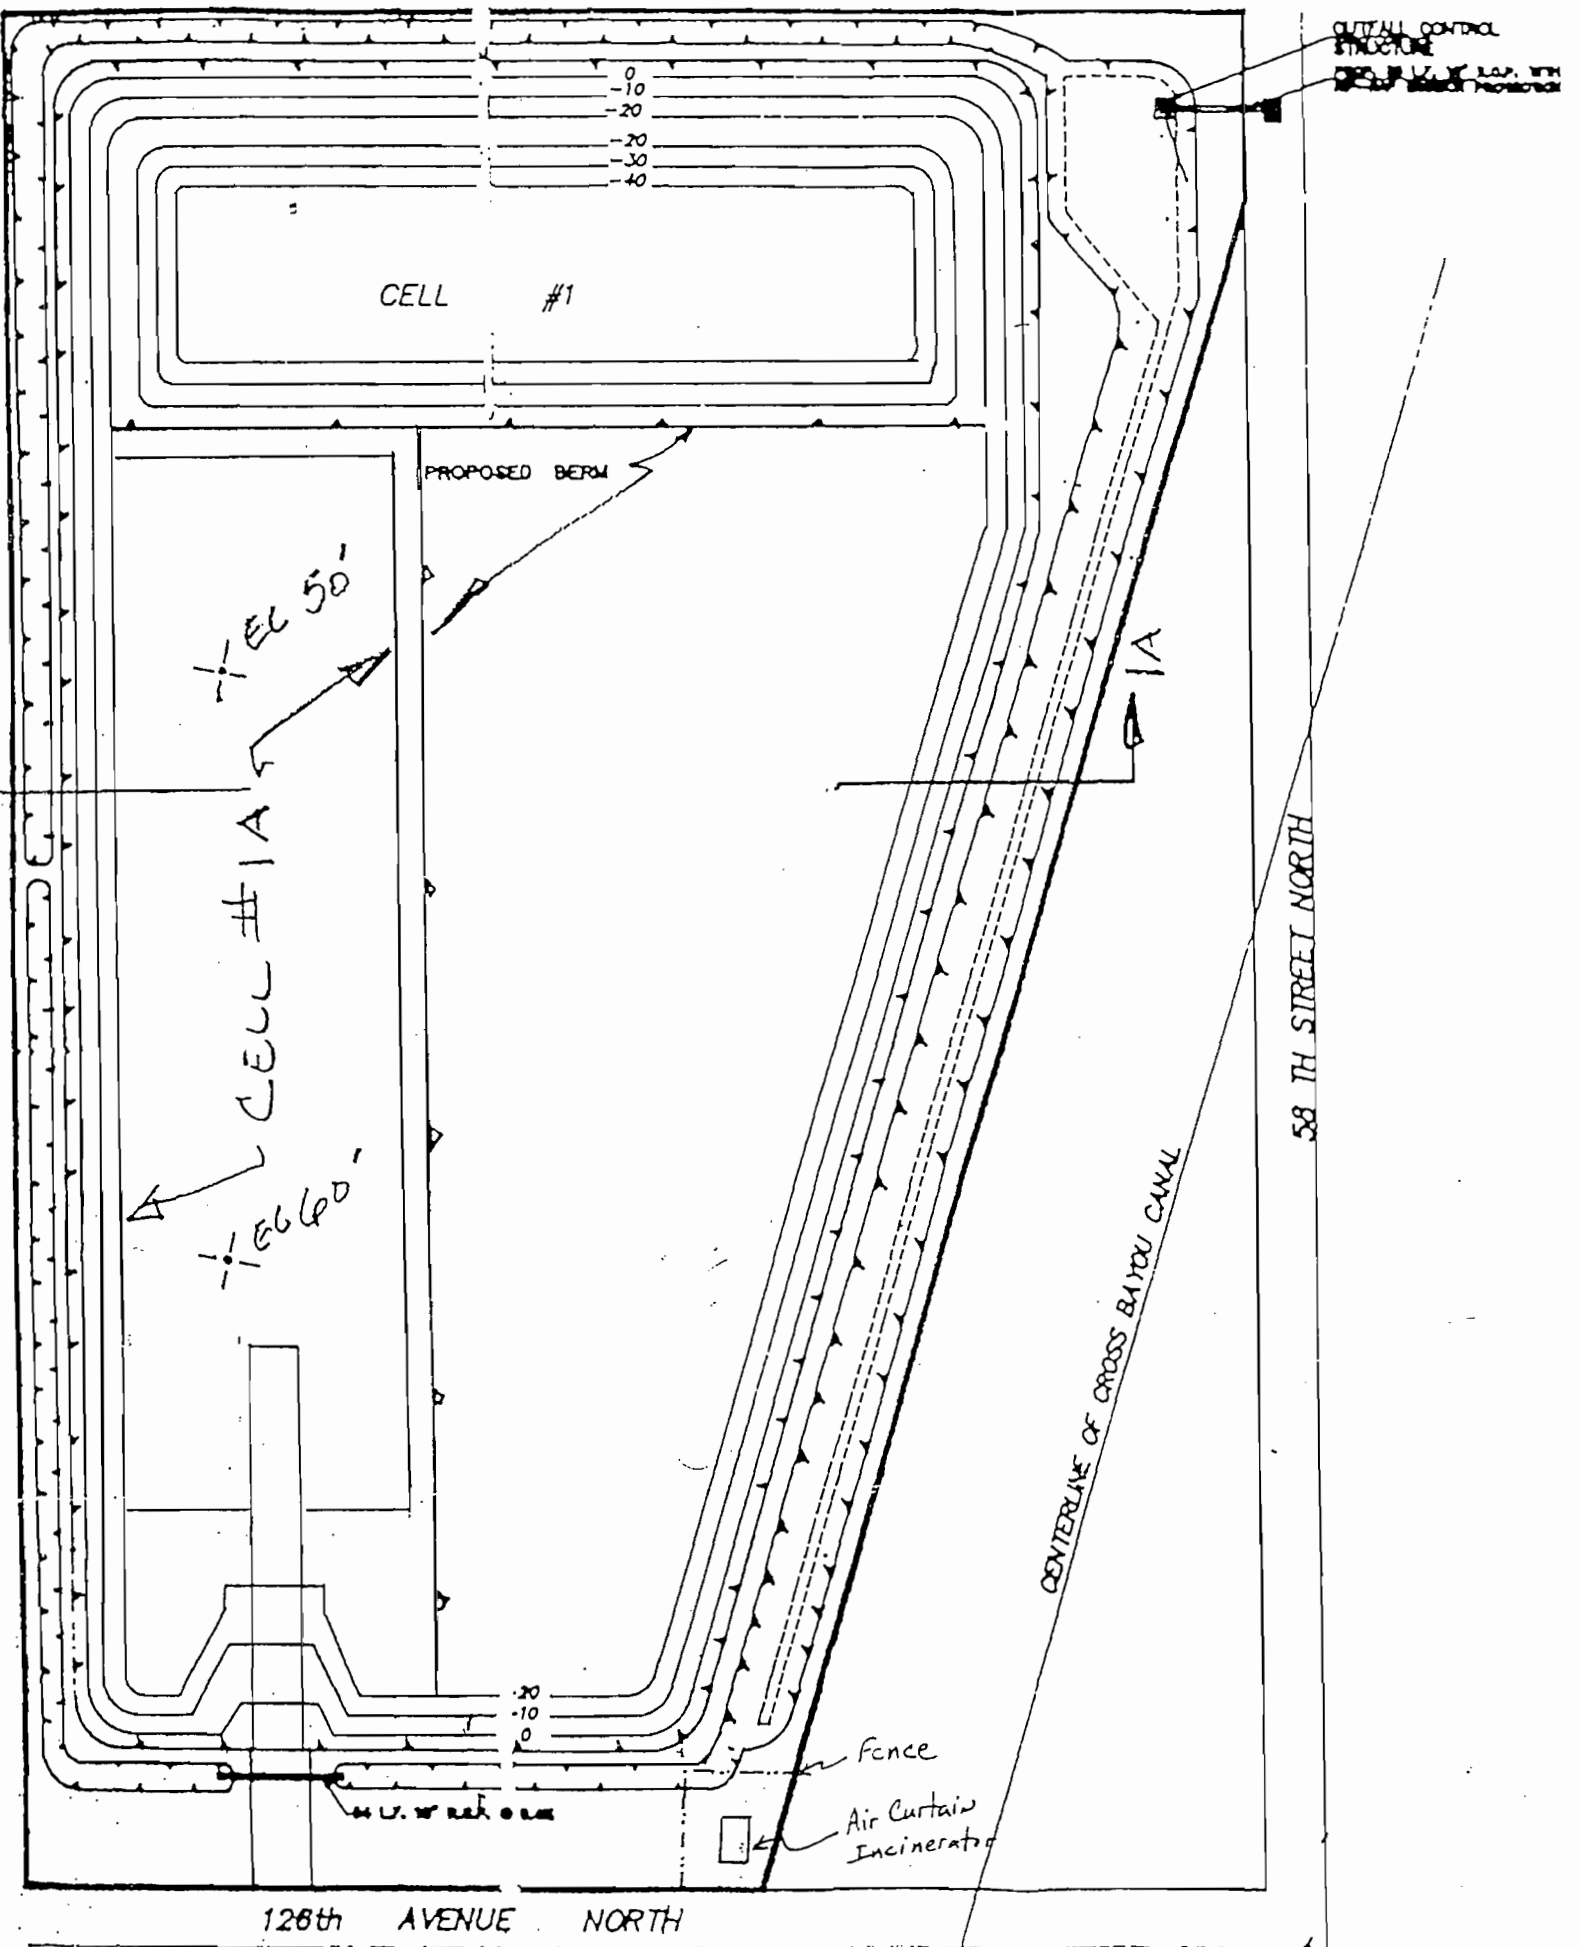 OUTFALL CONTROL
STRUCTURE
0
-10
-20
-20
-30
-40
CELL #1
PROPOSED BERM
EL 50'
1A
CELL #1A
58 TH STREET NORTH
EL 60'
CENTERLINE OF CROSS BAYOU CANAL
-20
-10
0
Fence
Air Curtain
Incinerator
126th AVENUE NORTH